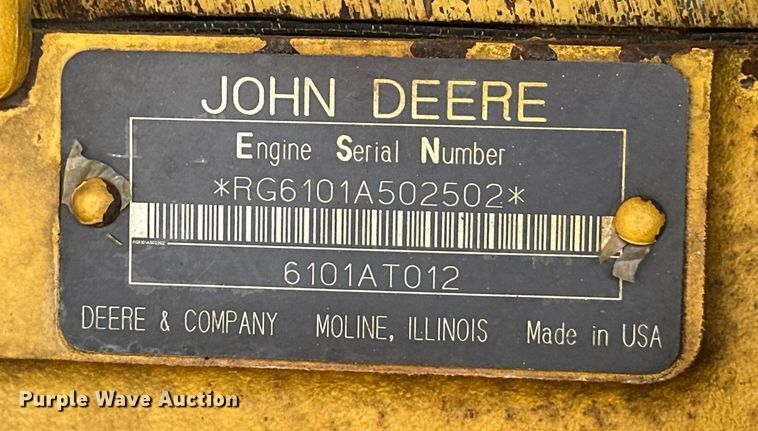 JOHN DEERE
Engine Serial Number
*RG6101A502502*
6101AT012
DEERE & COMPANY MOLINE, ILLINOIS Made in USA
Purple Wave Auction